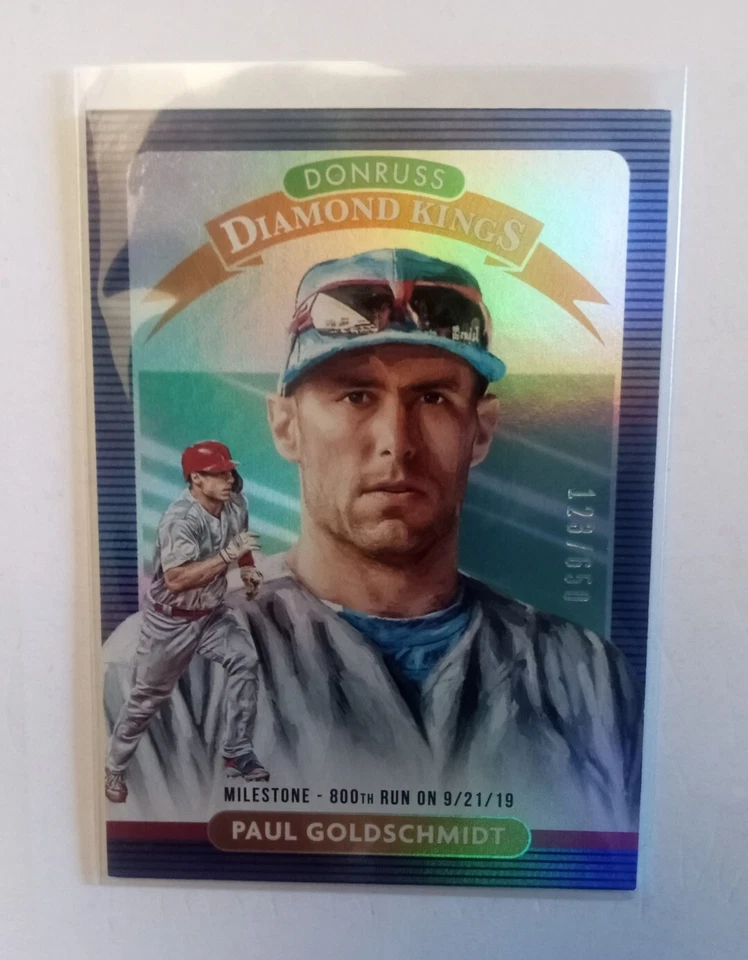 DONRUSS
DIAMOND KINGS
123/650
MILESTONE - 800TH RUN ON 9/21/19
PAUL GOLDSCHMIDT